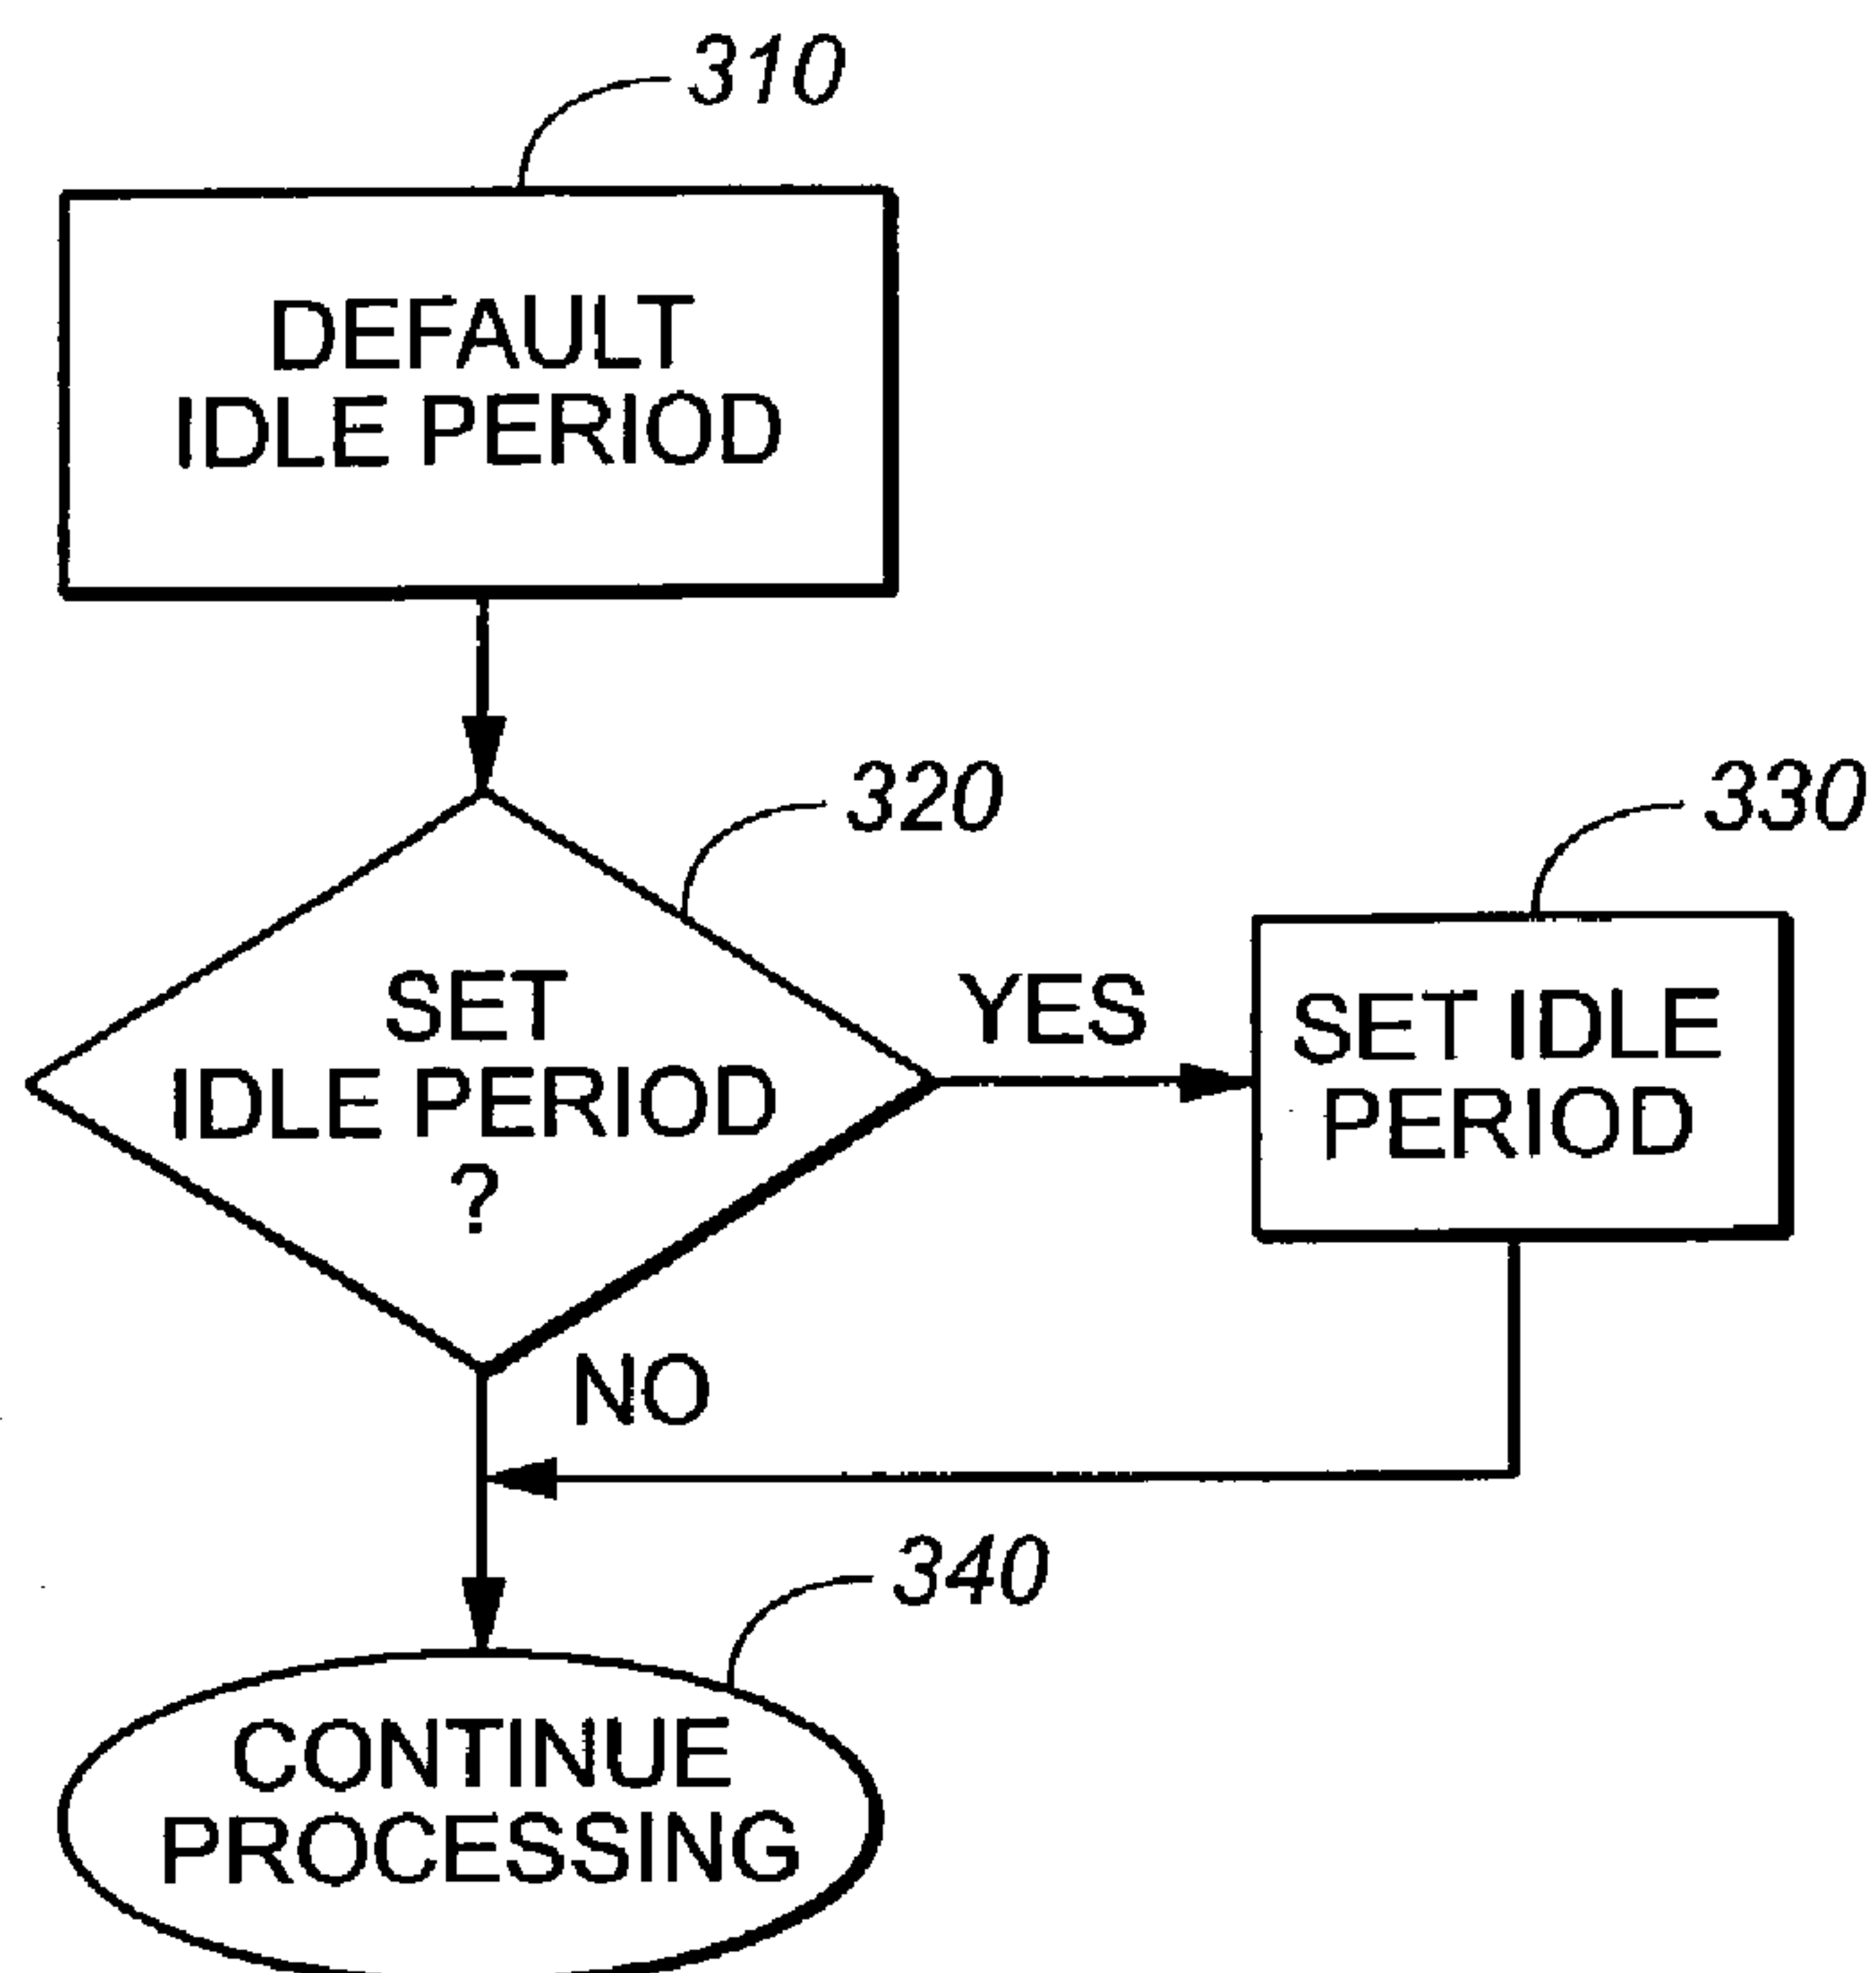 310
DEFAULT
IDLE PERIOD
320
330
SET
IDLE PERIOD
?
YES
SET IDLE
PERIOD
NO
340
CONTINUE
PROCESSING